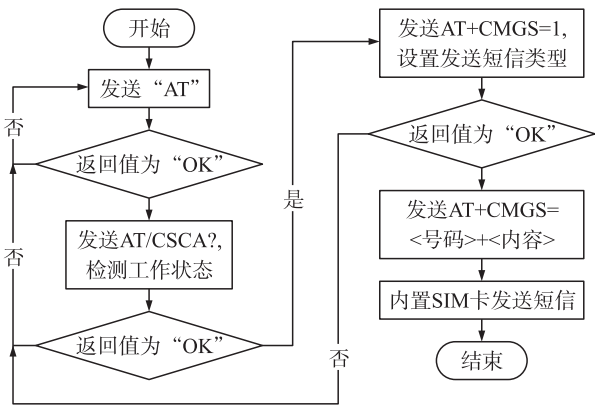 开始
发送“AT”
否
返回值为“OK”
发送AT/CSCA?,
检测工作状态
否
返回值为“OK”
是
发送AT+CMGS=1,
设置发送短信类型
返回值为“OK”
发送AT+CMGS=
<号码>+<内容>
内置SIM卡发送短信
否
结束